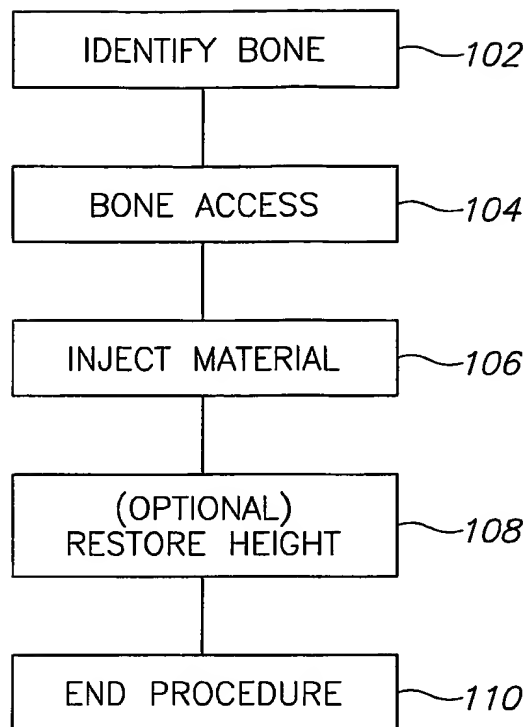 IDENTIFY BONE 102
BONE ACCESS 104
INJECT MATERIAL 106
(OPTIONAL)
RESTORE HEIGHT 108
END PROCEDURE 110